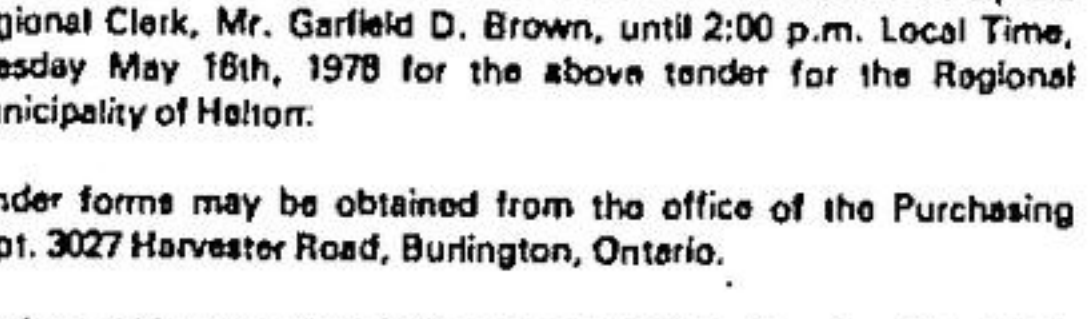 gional Clerk, Mr. Garfield D. Brown, until 2:00 p.m. Local Time,
esday May 16th, 1978 for the above tender for the Regional
nicipality of Halton.
nder forms may be obtained from the office of the Purchasing
pt. 3027 Harvester Road, Burlington, Ontario.